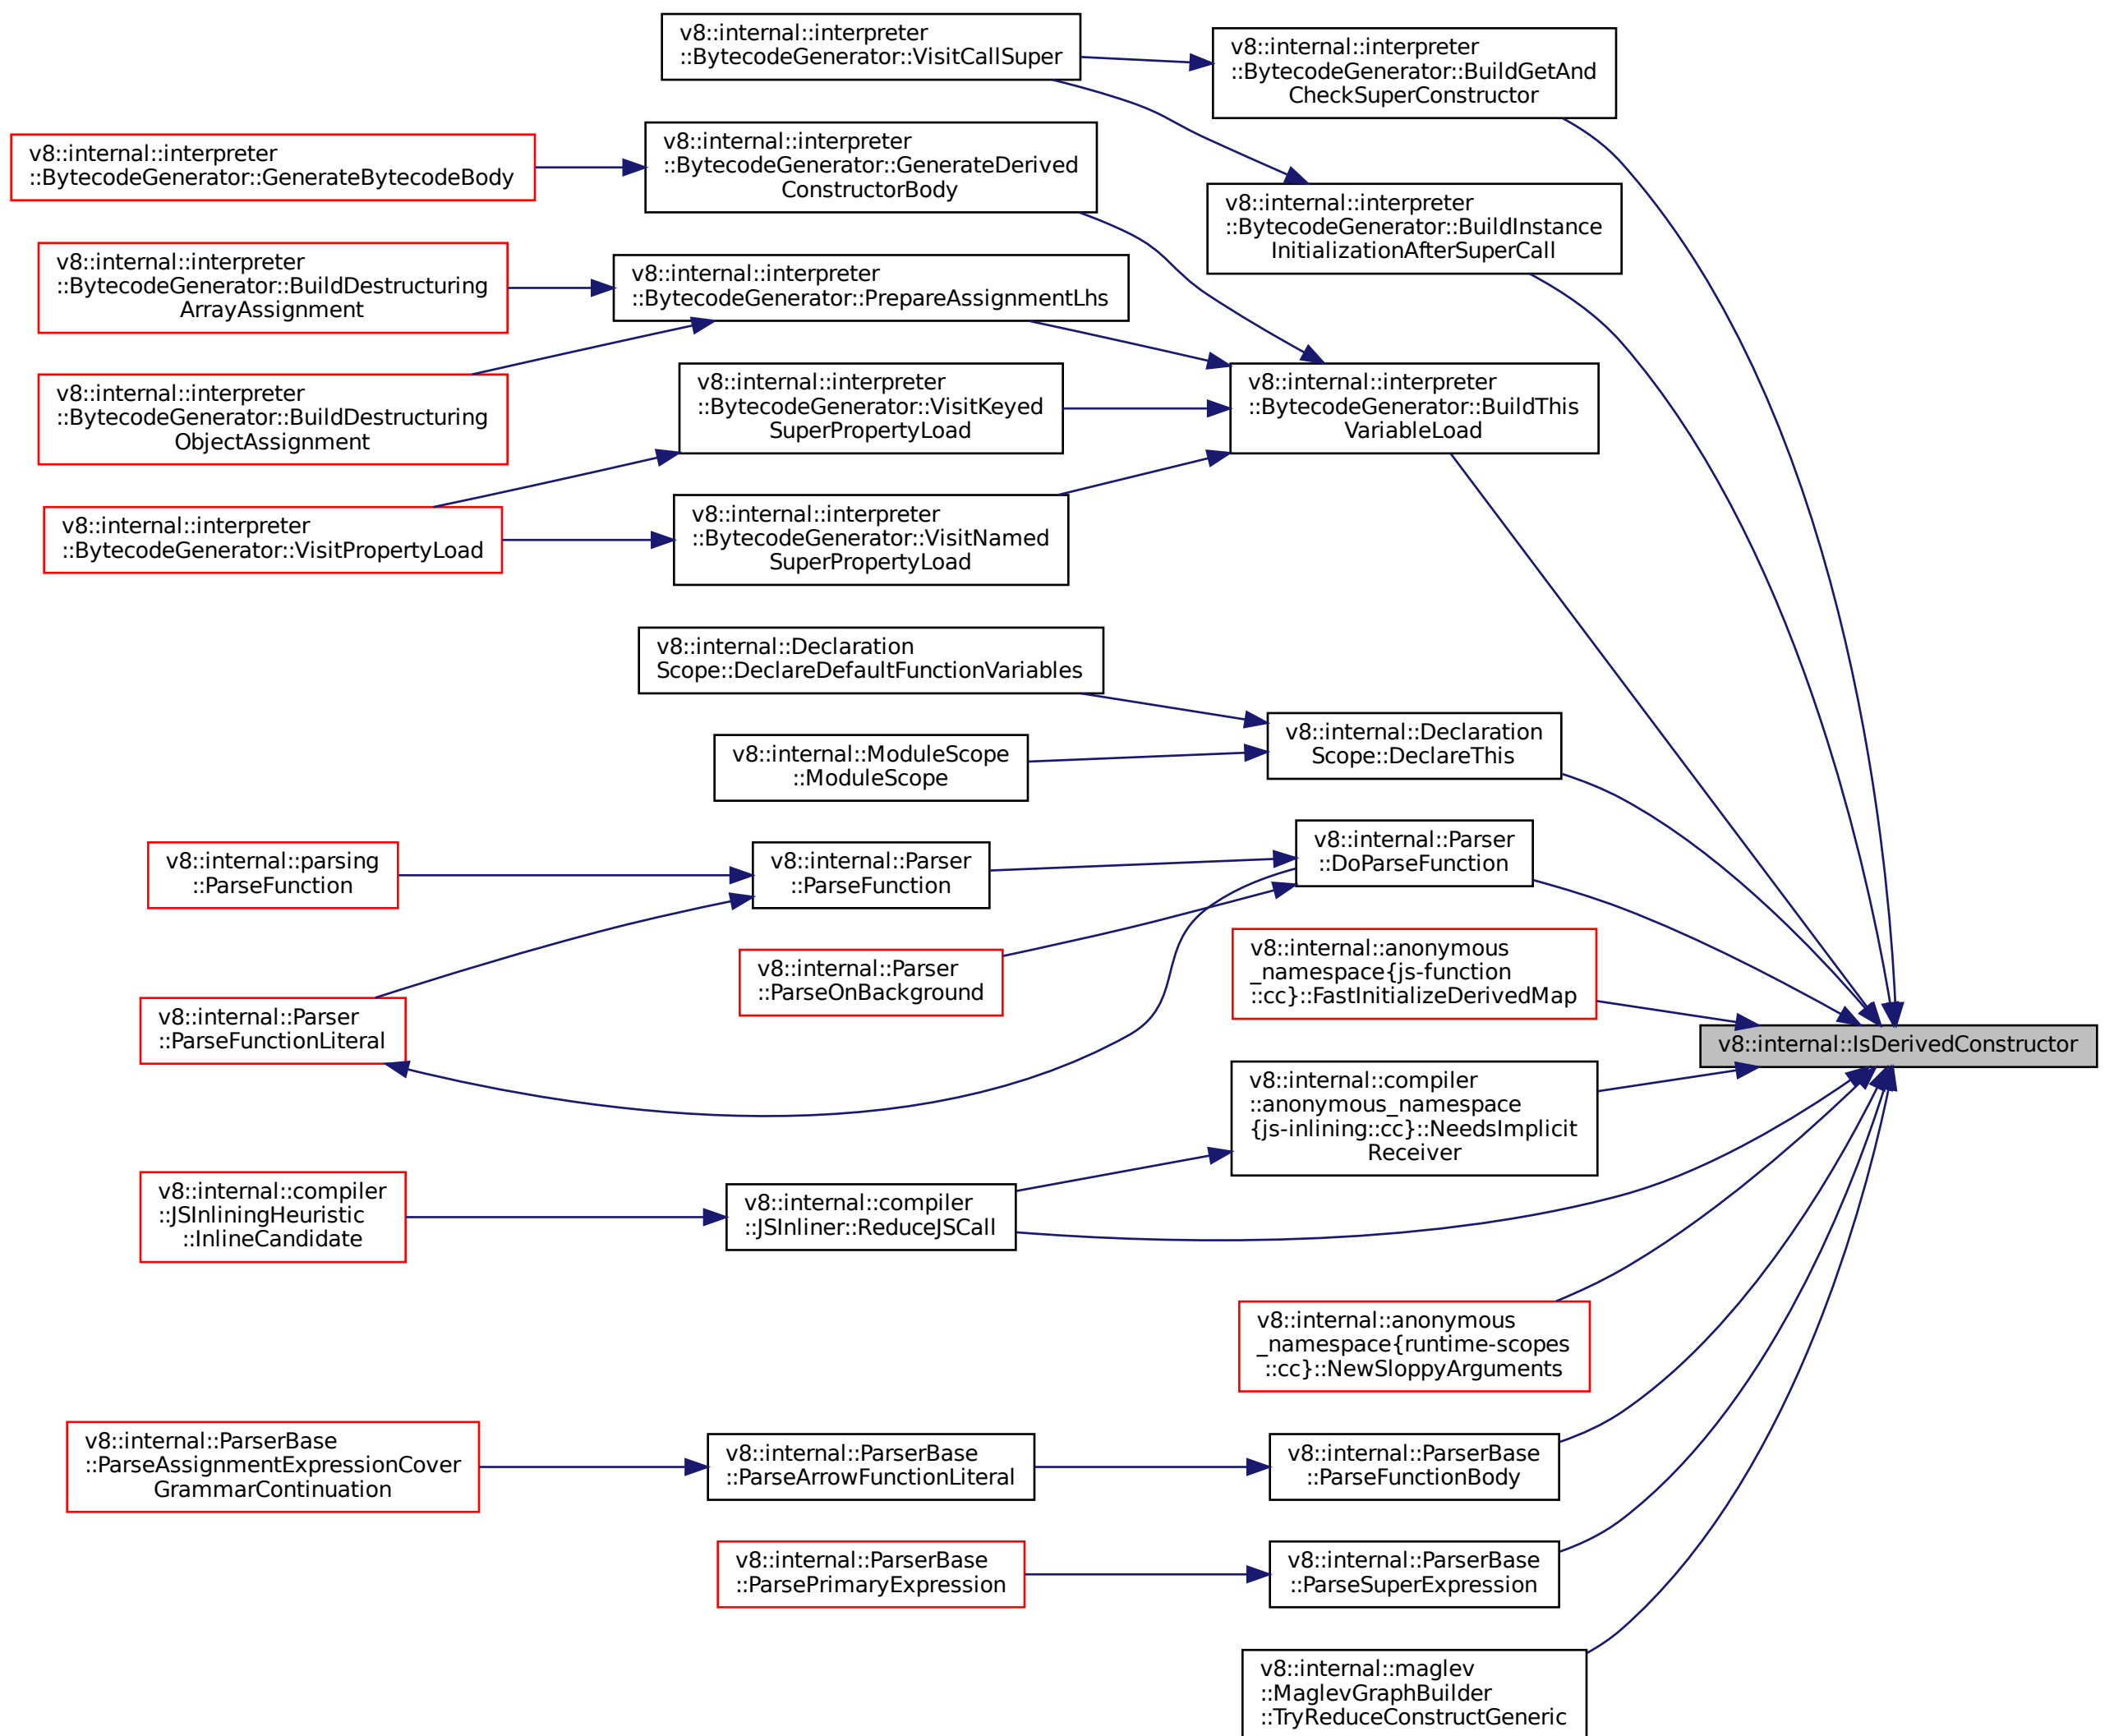 v8::internal::interpreter
::BytecodeGenerator::VisitCallSuper
v8::internal::interpreter
::BytecodeGenerator::BuildGetAnd
CheckSuperConstructor
v8::internal::interpreter
::BytecodeGenerator::GenerateBytecodeBody
v8::internal::interpreter
::BytecodeGenerator::GenerateDerived
ConstructorBody
v8::internal::interpreter
::BytecodeGenerator::BuildInstance
InitializationAfterSuperCall
v8::internal::interpreter
::BytecodeGenerator::BuildDestructuring
ArrayAssignment
v8::internal::interpreter
::BytecodeGenerator::PrepareAssignmentLhs
v8::internal::interpreter
::BytecodeGenerator::BuildDestructuring
ObjectAssignment
v8::internal::interpreter
::BytecodeGenerator::VisitKeyed
SuperPropertyLoad
v8::internal::interpreter
::BytecodeGenerator::BuildThis
VariableLoad
v8::internal::interpreter
::BytecodeGenerator::VisitPropertyLoad
v8::internal::interpreter
::BytecodeGenerator::VisitNamed
SuperPropertyLoad
v8::internal::Declaration
Scope::DeclareDefaultFunctionVariables
v8::internal::Declaration
Scope::DeclareThis
v8::internal::ModuleScope
::ModuleScope
v8::internal::parsing
::ParseFunction
v8::internal::Parser
::ParseFunction
v8::internal::Parser
::DoParseFunction
v8::internal::Parser
::ParseOnBackground
v8::internal::anonymous
_namespace{js-function
::cc}::FastInitializeDerivedMap
v8::internal::Parser
::ParseFunctionLiteral
v8::internal::IsDerivedConstructor
v8::internal::compiler
::anonymous_namespace
{js-inlining::cc}::NeedsImplicit
Receiver
v8::internal::compiler
::JSInliningHeuristic
::InlineCandidate
v8::internal::compiler
::JSInliner::ReduceJSCall
v8::internal::anonymous
_namespace{runtime-scopes
::cc}::NewSloppyArguments
v8::internal::ParserBase
::ParseAssignmentExpressionCover
GrammarContinuation
v8::internal::ParserBase
::ParseArrowFunctionLiteral
v8::internal::ParserBase
::ParseFunctionBody
v8::internal::ParserBase
::ParsePrimaryExpression
v8::internal::ParserBase
::ParseSuperExpression
v8::internal::maglev
::MaglevGraphBuilder
::TryReduceConstructGeneric